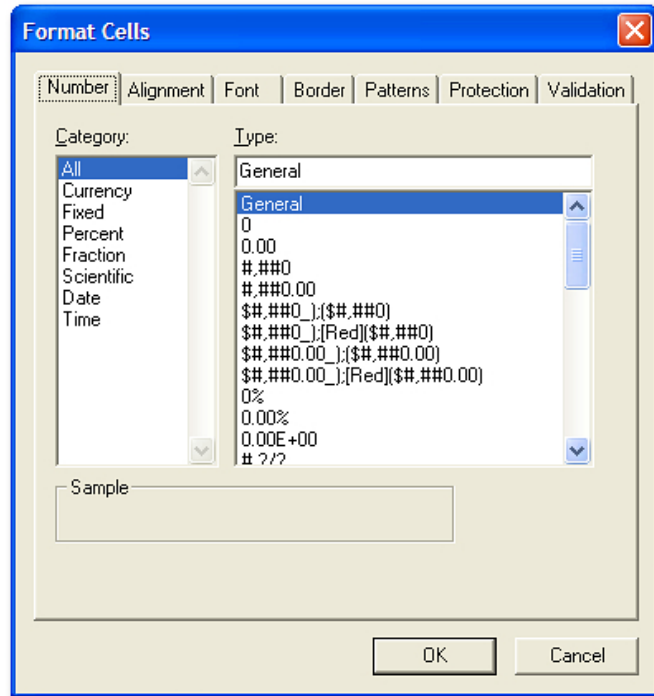 Format Cells
Number Alignment Font Border Patterns Protection Validation
Category:
All
Currency
Fixed
Percent
Fraction
Scientific
Date
Time
Type:
General
General
0
0.00
#,##0
#,##0.00
$#,##0_);($#,##0)
$#,##0_);[Red]($#,##0)
$#,##0.00_);($#,##0.00)
$#,##0.00_);[Red]($#,##0.00)
0%
0.00%
0.00E+00
# ?/?
Sample
OK Cancel